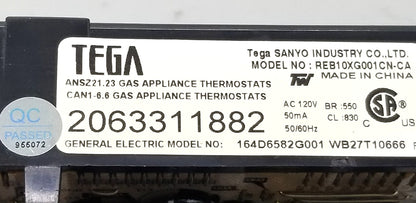 TEGA
Tega SANYO INDUSTRY CO.,LTD.
MODEL NO : REB10XG001CN-CA
ANSZ21.23 GAS APPLIANCE THERMOSTATS
MADE IN CHINA
CAN1-6.6 GAS APPLIANCE THERMOSTATS
QC
PASSED
955072
2063311882
AC 120V
50mA
50/60Hz
BR :550
CL :830
C
US
GENERAL ELECTRIC MODEL NO:
164D6582G001 WB27T10666